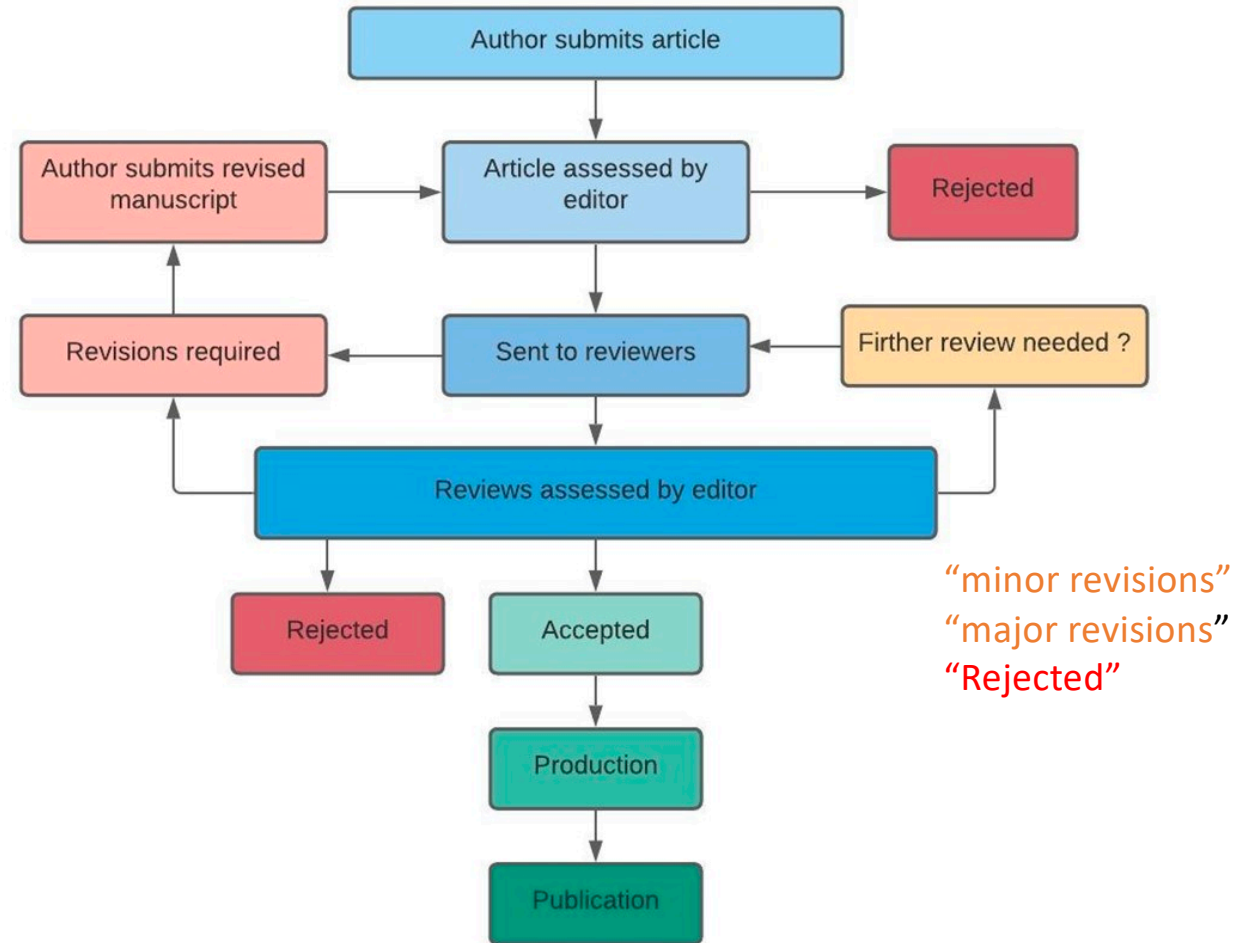 Author submits article
Author submits revised
manuscript
Article assessed by
editor
Rejected
Revisions required
Sent to reviewers
Firther review needed ?
Reviews assessed by editor
Rejected
Accepted
“minor revisions”
“major revisions”
“Rejected”
Production
Publication